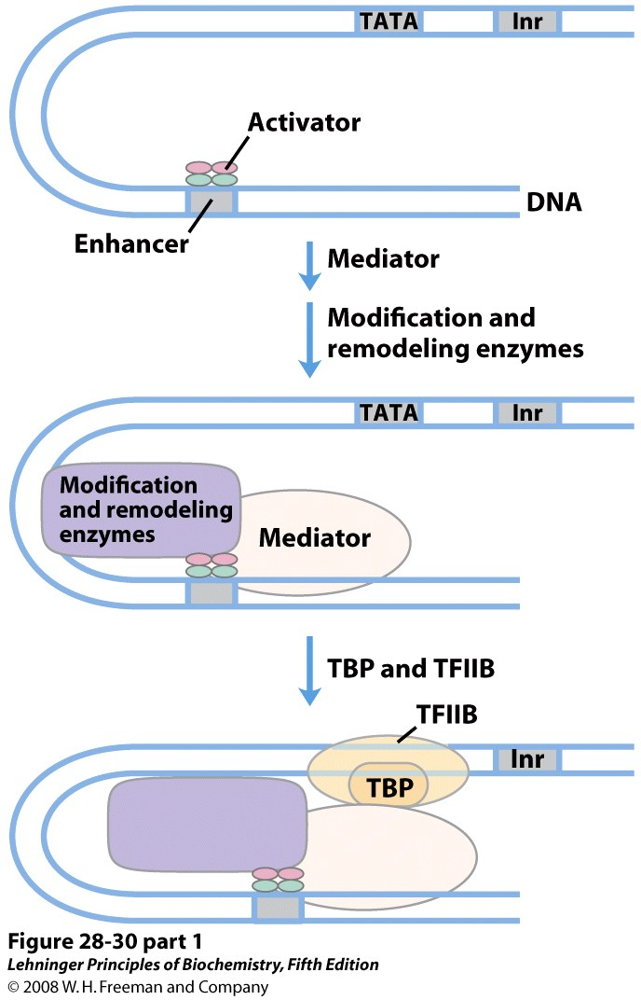 TATA Inr
Activator
DNA
Enhancer
Mediator
Modification and
remodeling enzymes
TATA Inr
Modification
and remodeling
enzymes
Mediator
TBP and TFIIB
TFIIB
Inr
TBP
Figure 28-30 part 1
Lehninger Principles of Biochemistry, Fifth Edition
© 2008 W. H. Freeman and Company